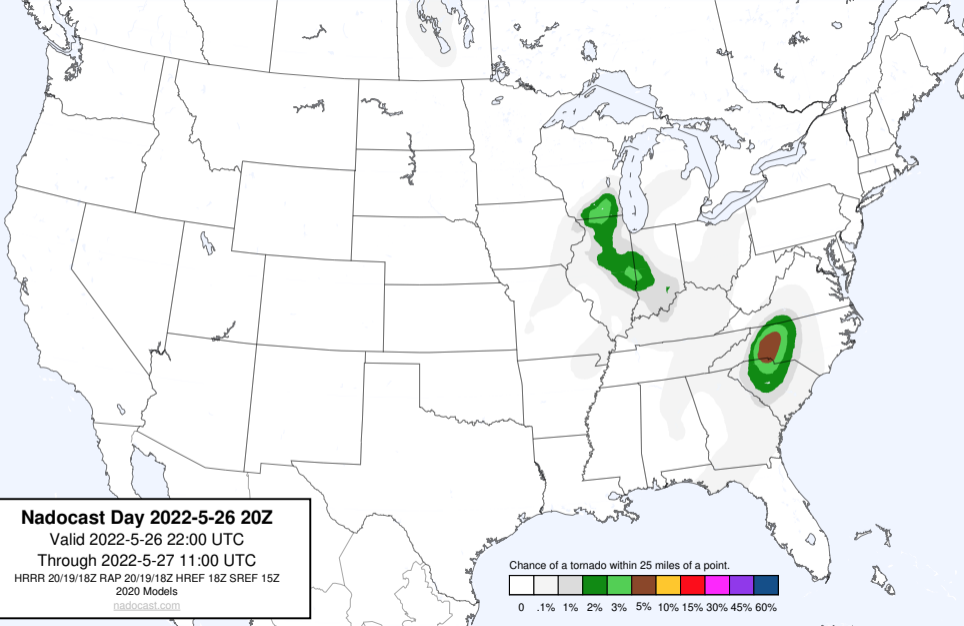 Nadocast Day 2022-5-26 20Z
Valid 2022-5-26 22:00 UTC
Through 2022-5-27 11:00 UTC
HRRR 20/19/18Z RAP 20/19/18Z HREF 18Z SREF 15Z
2020 Models
nadocast.com
Chance of a tornado within 25 miles of a point.
0 .1% 1% 2% 3% 5% 10% 15% 30% 45% 60%